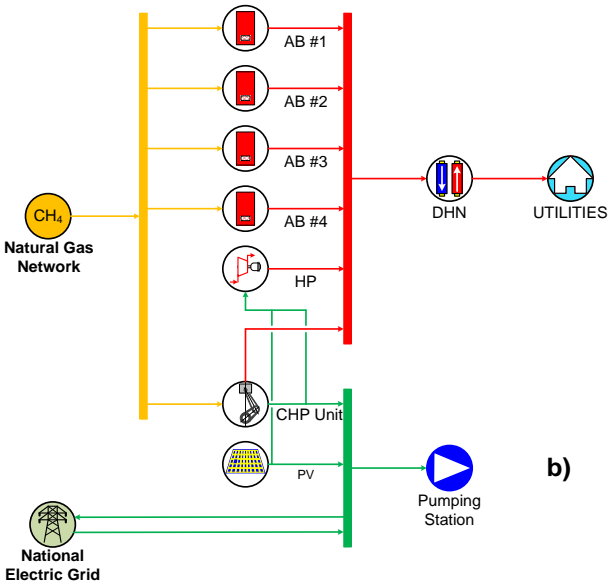 AB #1
AB #2
AB #3
AB #4
CH₄
Natural Gas
Network
DHN
UTILITIES
HP
CHP Unit
PV
b)
Pumping
Station
National
Electric Grid